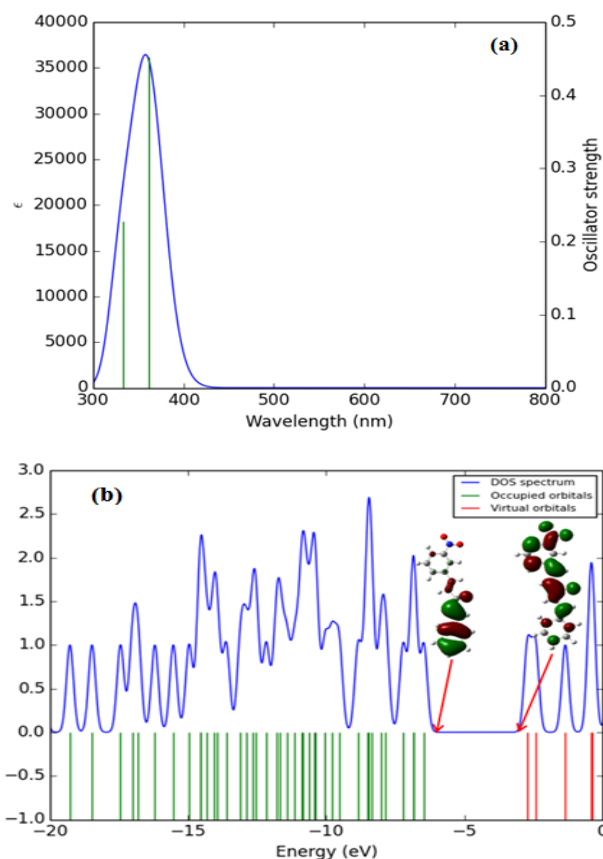 (a)
40000
35000
30000
25000
20000
15000
10000
5000
0
ϵ
0.5
0.4
0.3
0.2
0.1
0.0
Oscillator strength
300 400 500 600 700 800
Wavelength (nm)
(b)
DOS spectrum
Occupied orbitals
Virtual orbitals
3.0
2.5
2.0
1.5
1.0
0.5
0.0
−0.5
−1.0
−20 −15 −10 −5 0
Energy (eV)